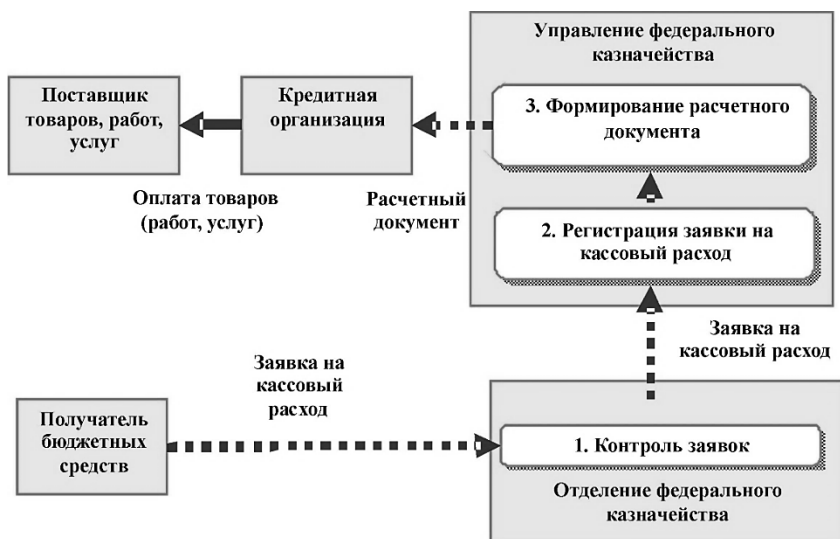 Управление федерального
казначейства
Поставщик
товаров, работ,
услуг
Кредитная
организация
3. Формирование расчетного
документа
Оплата товаров
(работ, услуг)
Расчетный
документ
2. Регистрация заявки на
кассовый расход
Заявка на
кассовый расход
Заявка на
кассовый
расход
Получатель
бюджетных
средств
1. Контроль заявок
Отделение федерального
казначейства